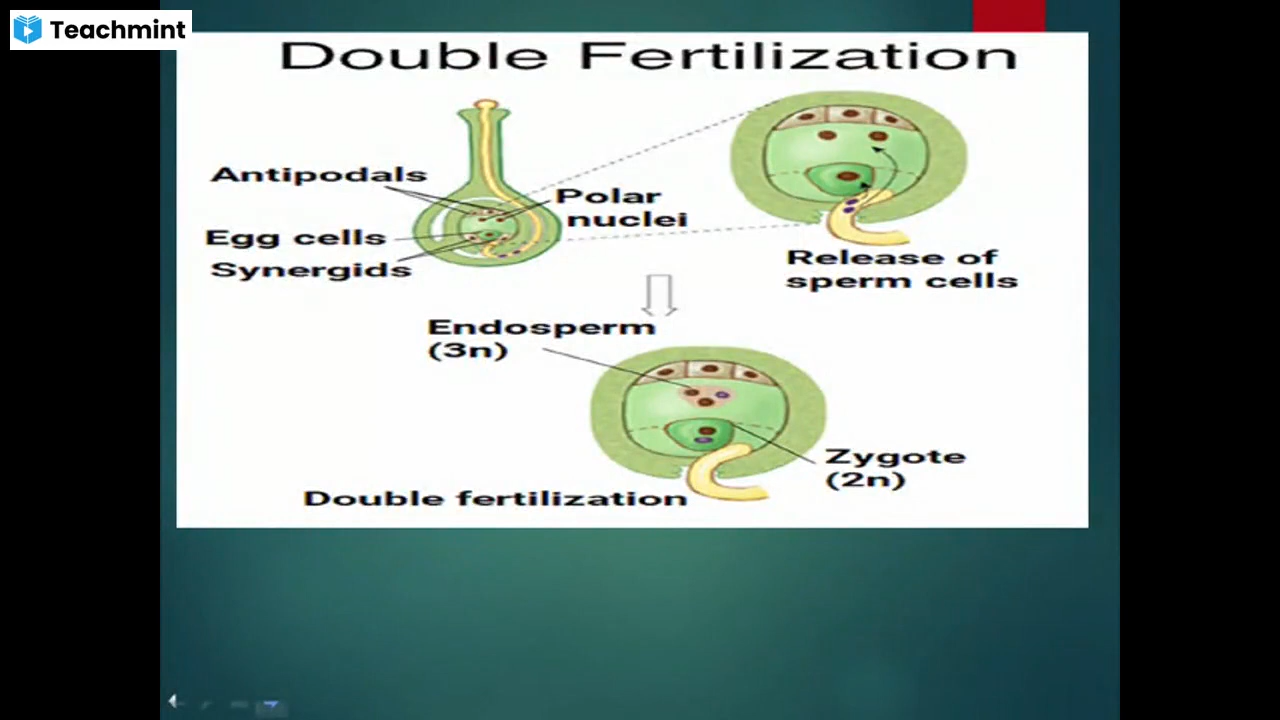 Teachmint
Double Fertilization
Antipodals
Polar
nuclei
Egg cells
Synergids
Release of
sperm cells
Endosperm
(3n)
Zygote
(2n)
Double fertilization